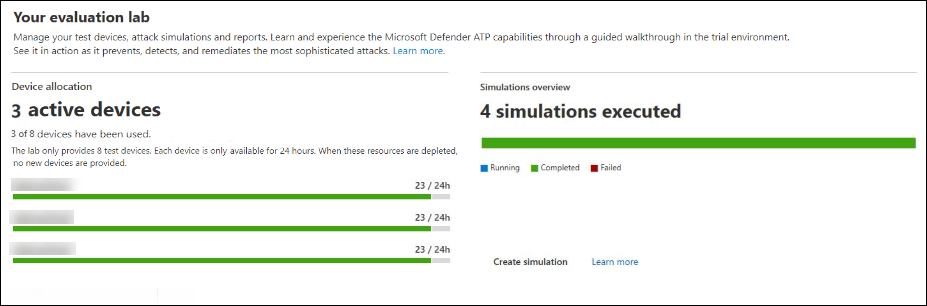 Your evaluation lab
Manage your test devices, attack simulations and reports. Learn and experience the Microsoft Defender ATP capabilities through a guided walkthrough in the trial environment.
See it in action as it prevents, detects, and remediates the most sophisticated attacks. Learn more.
Device allocation
3 active devices
3 of 8 devices have been used.
The lab only provides 8 test devices. Each device is only available for 24 hours. When these resources are depleted,
no new devices are provided.
23 / 24h
23 / 24h
23 / 24h
Simulations overview
4 simulations executed
Running Completed Failed
Create simulation Learn more